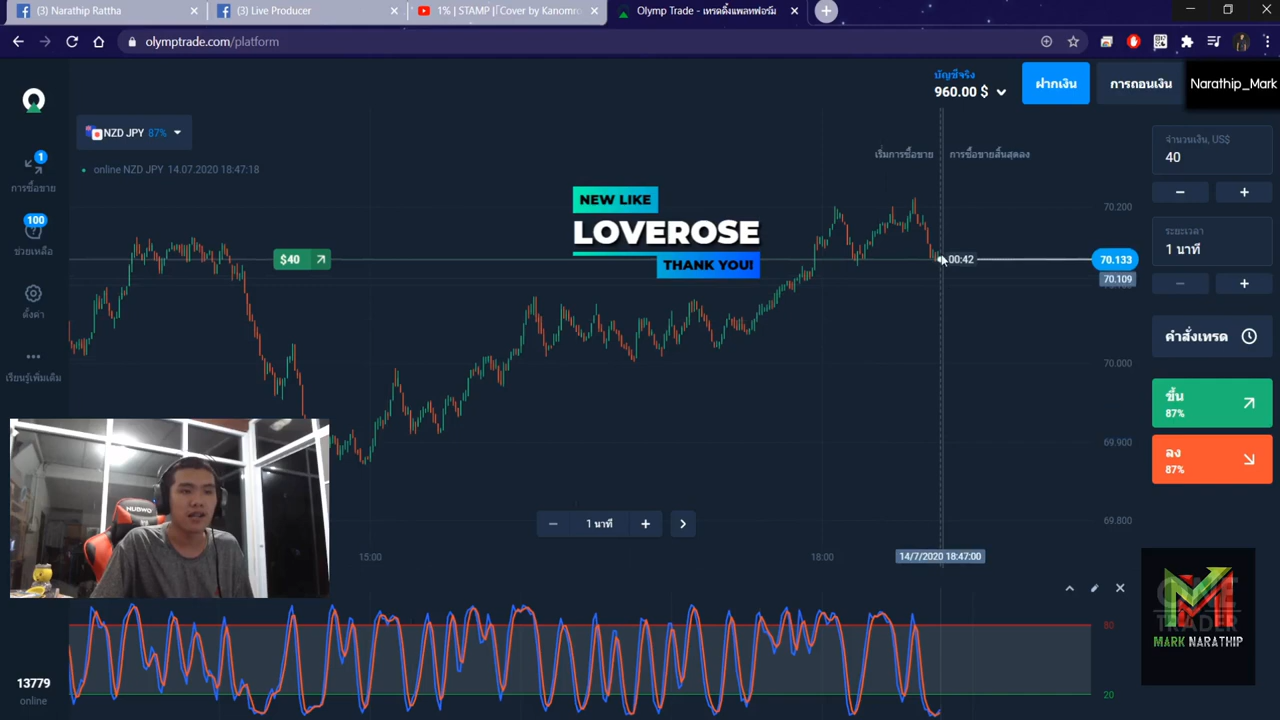 (3) Narathip Rattha
(3) Live Producer
1% | STAMP |「Cover by Kanomro
Olymp Trade - เทรดดิ้งแพลทฟอร์ม
olymptrade.com/platform
บัญชีจริง
960.00 $
ฝากเงิน
การถอนเงิน
Narathip_Mark
NZD JPY 87%
online NZD JPY 14.07.2020 18:47:18
1
การซื้อขาย
100
ช่วยเหลือ
ตั้งค่า
เรียนรู้เพิ่มเติม
เริ่มการซื้อขาย
การซื้อขายสิ้นสุดลง
NEW LIKE
LOVEROSE
THANK YOU!
$40
00:42
70.200
70.133
70.109
70.000
69.900
69.800
จำนวนเงิน, US$
40
ระยะเวลา
1 นาที
คำสั่งเทรด
ขึ้น
87%
ลง
87%
NUBWO
1 นาที
15:00
18:00
14/7/2020 18:47:00
80
20
TRADER
MARK NARATHIP
13779
online